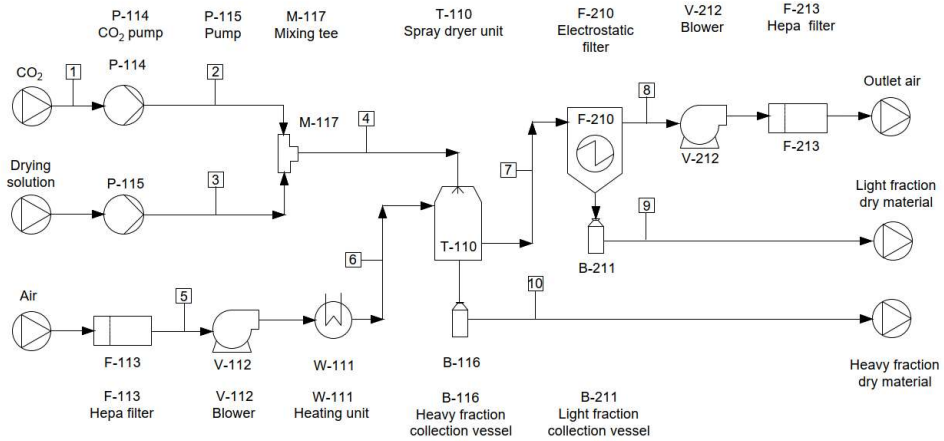 P-114
CO2 pump
P-115
Pump
M-117
Mixing tee
T-110
Spray dryer unit
F-210
Electrostatic
filter
V-212
Blower
F-213
Hepa filter
CO2
1
P-114
2
M-117
4
Drying
solution
P-115
3
T-110
7
F-210
8
V-212
F-213
Outlet air
9
B-211
Light fraction
dry material
Air
F-113
5
V-112
W-111
6
B-116
10
Heavy fraction
dry material
F-113
Hepa filter
V-112
Blower
W-111
Heating unit
B-116
Heavy fraction
collection vessel
B-211
Light fraction
collection vessel